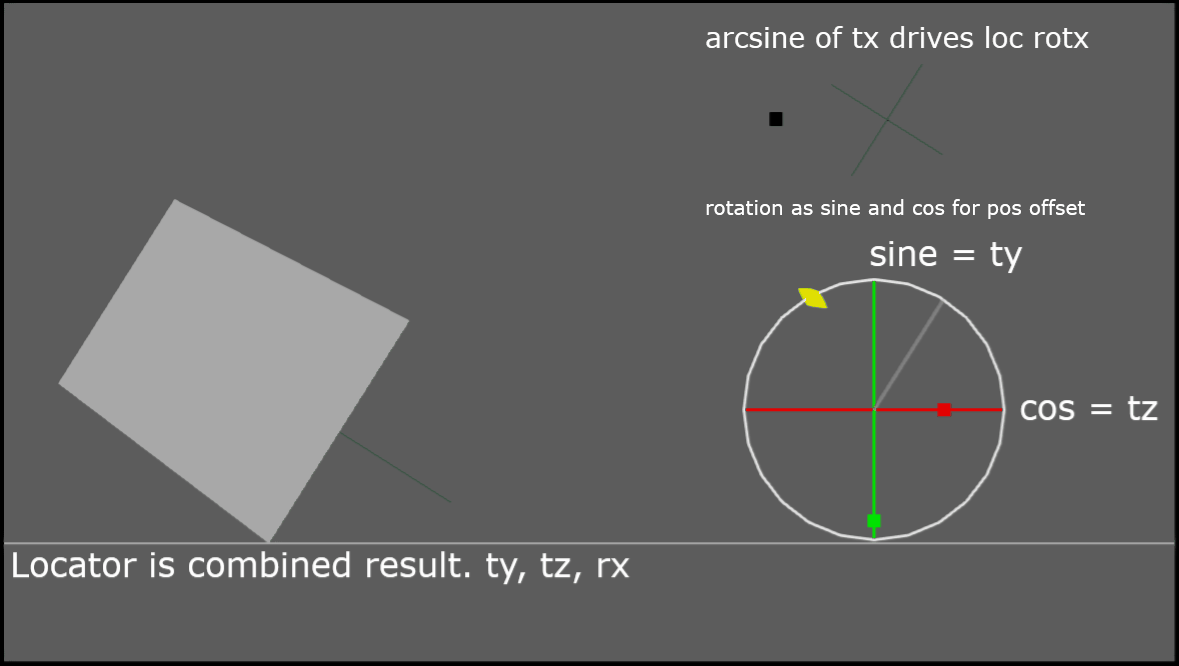 arcsine of tx drives loc rotx
rotation as sine and cos for pos offset
sine = ty
cos = tz
Locator is combined result. ty, tz, rx